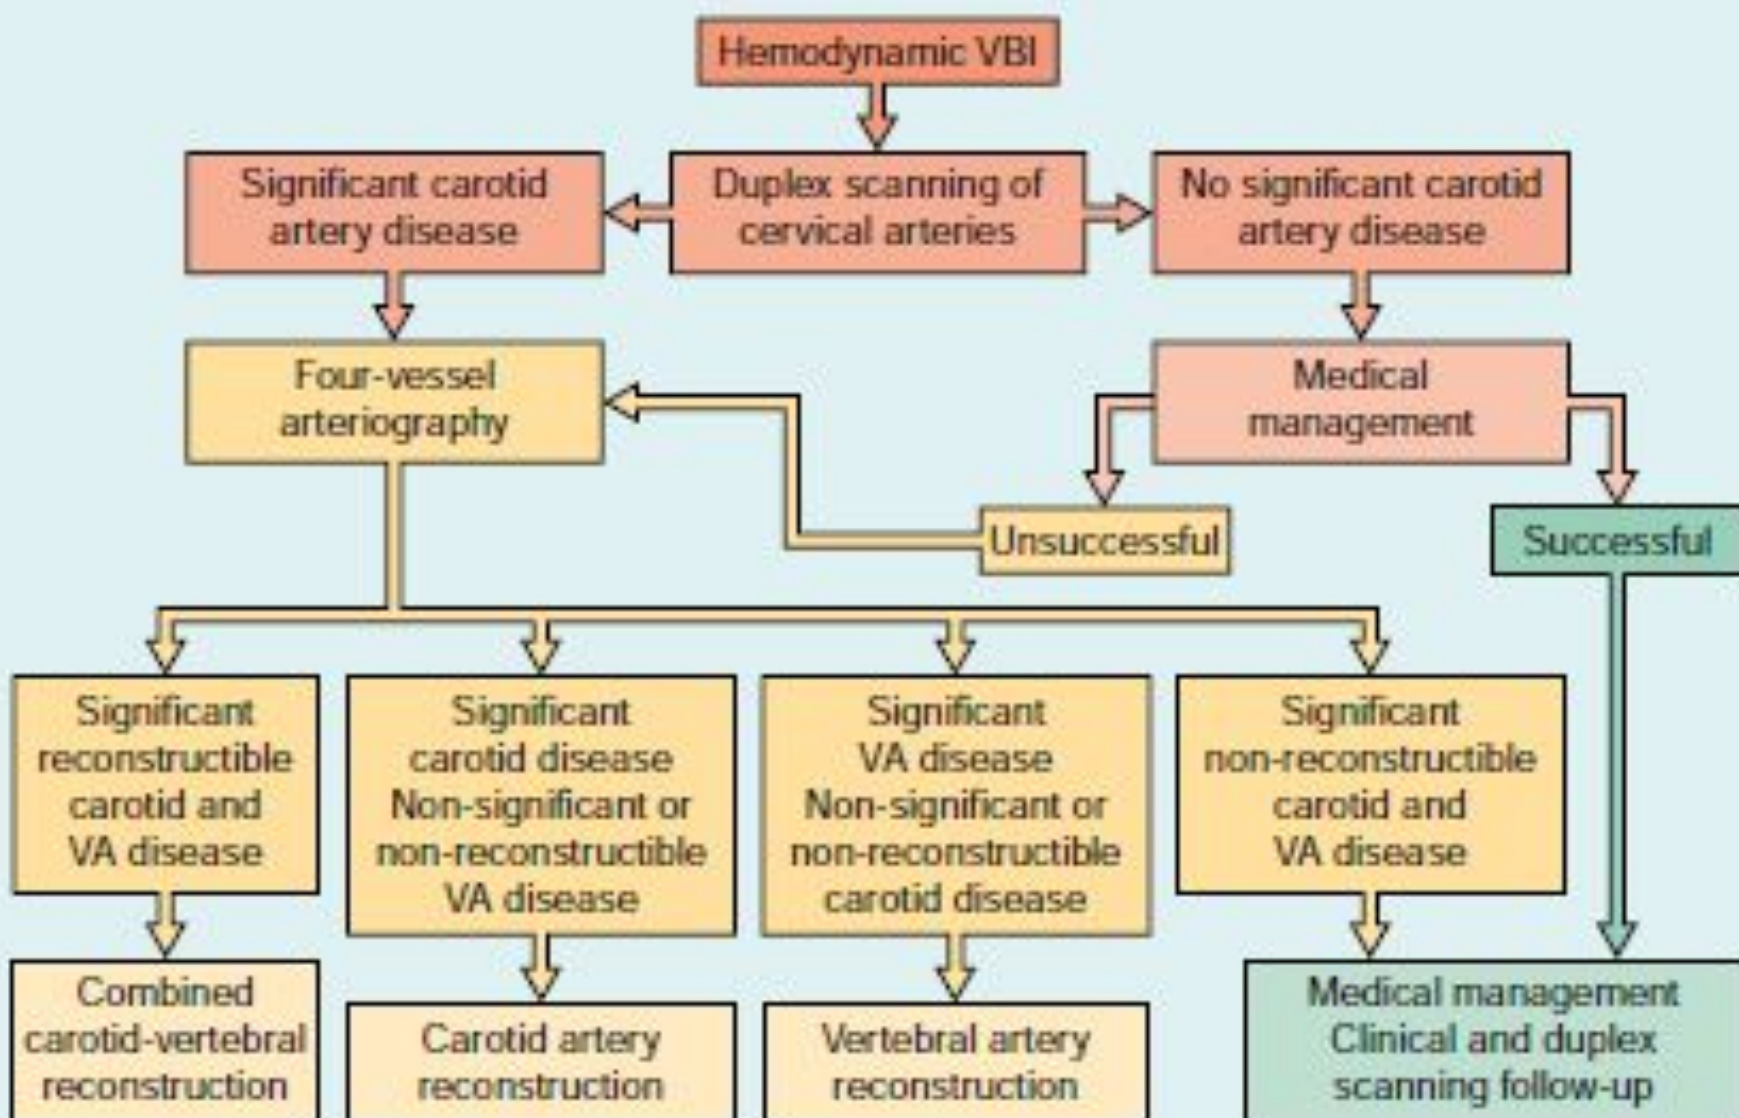 Hemodynamic VBI
Significant carotid
artery disease
Duplex scanning of
cervical arteries
No significant carotid
artery disease
Four-vessel
arteriography
Medical
management
Unsuccessful
Successful
Significant
reconstructible
carotid and
VA disease
Significant
carotid disease
Non-significant or
non-reconstructible
VA disease
Significant
VA disease
Non-significant or
non-reconstructible
carotid disease
Significant
non-reconstructible
carotid and
VA disease
Combined
carotid-vertebral
reconstruction
Carotid artery
reconstruction
Vertebral artery
reconstruction
Medical management
Clinical and duplex
scanning follow-up